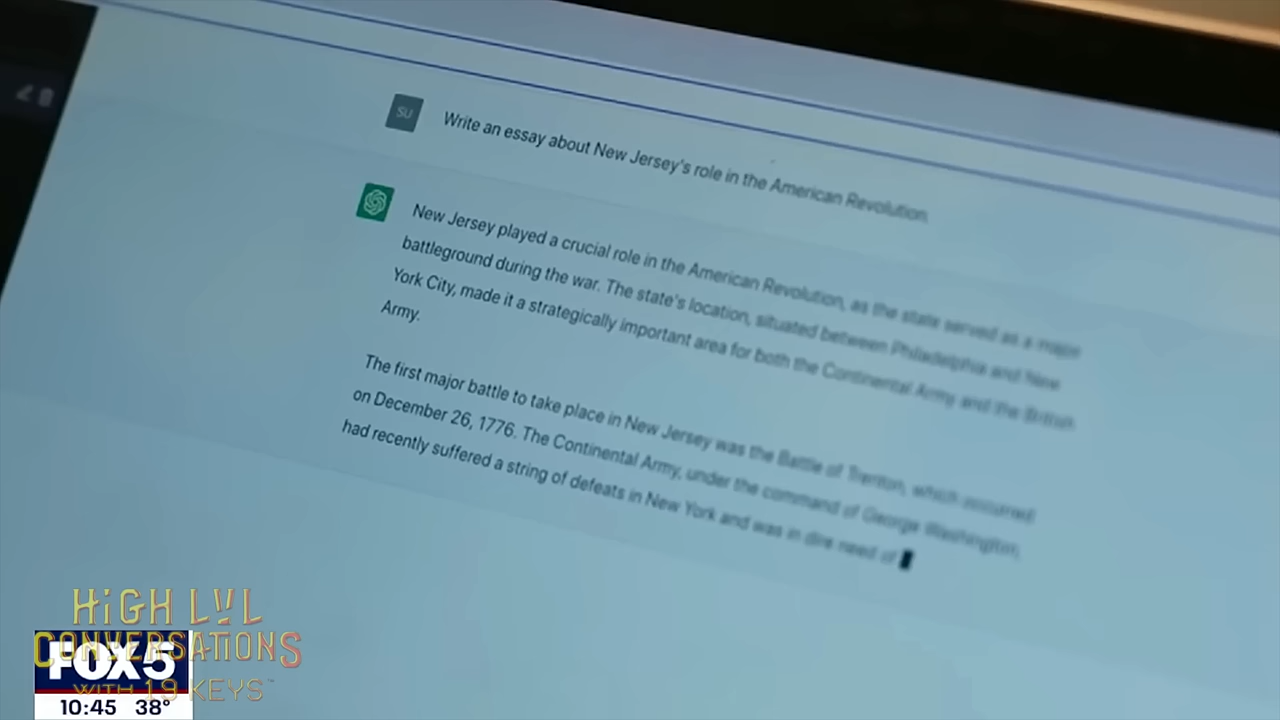 SU
Write an essay about New Jersey's role in the American Revolution.
New Jersey played a crucial role in the American Revolution, as the state served as a major
battleground during the war. The state's location, situated between Philadelphia and New
York City, made it a strategically important area for both the Continental Army and the British
Army.
The first major battle to take place in New Jersey was the Battle of Trenton, which occurred
on December 26, 1776. The Continental Army, under the command of George Washington,
had recently suffered a string of defeats in New York and was in dire need of
HiGH LVL
CONVERSATIONS
WITH 19 KEYS™
FOX 5
10:45 38°